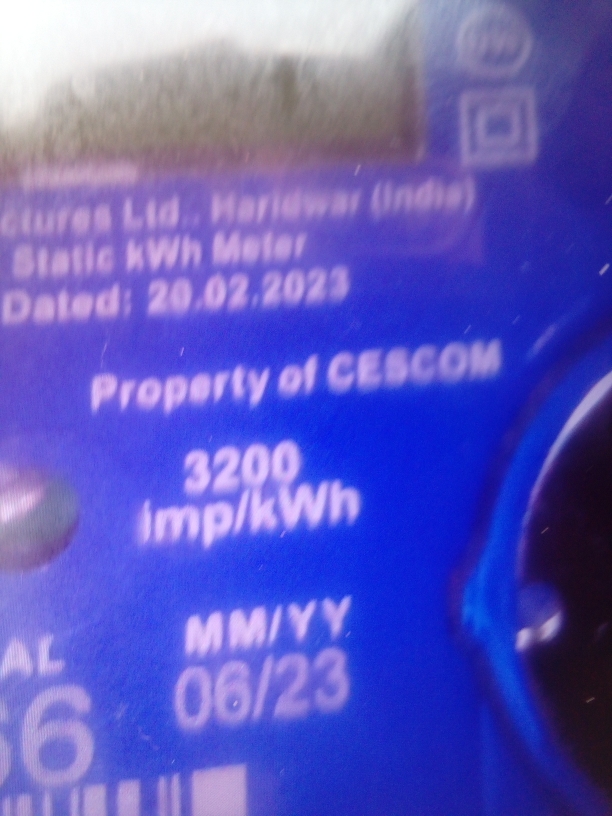 ctures Ltd., Haridwar (India)
Static kWh Meter
Dated: 20.02.2023
Property of CESCOM
3200
imp/kWh
MM/YY
06/23
AL
66